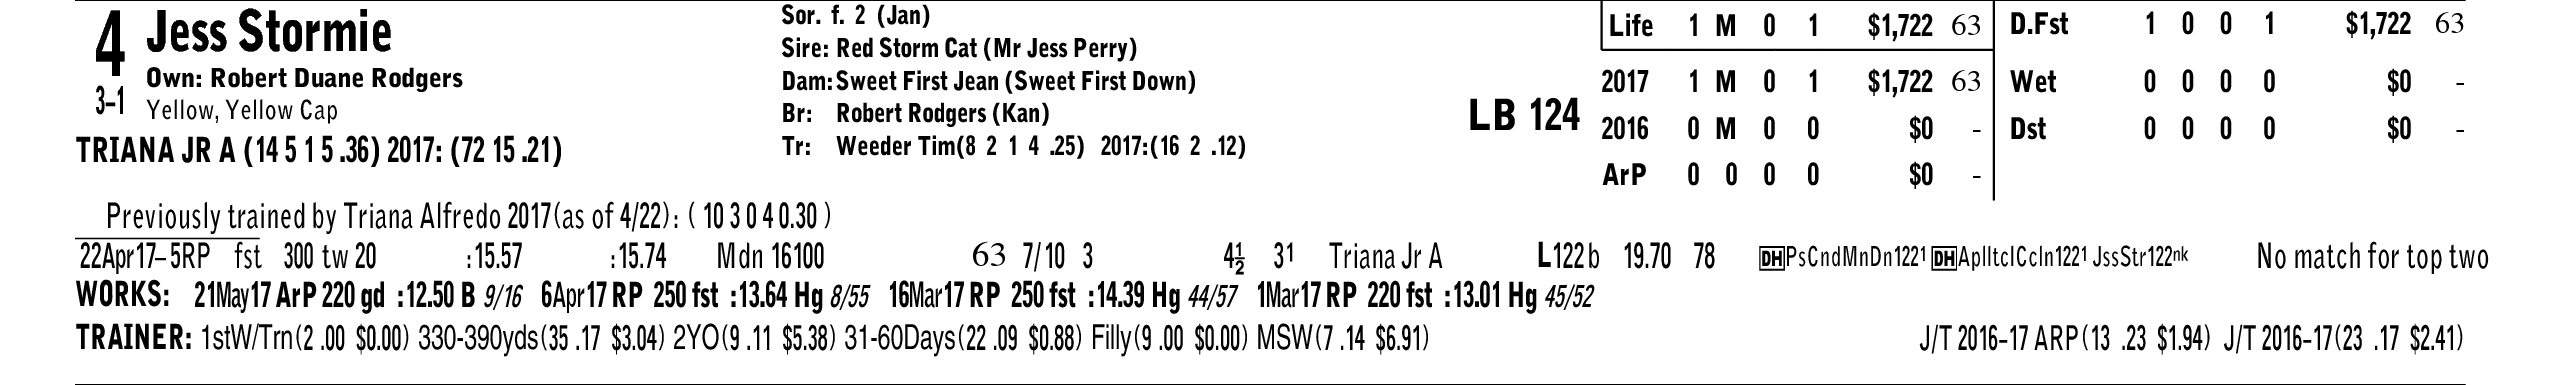 4 Jess Stormie
Own: Robert Duane Rodgers
3-1 Yellow, Yellow Cap
TRIANA JR A (14 5 1 5 .36) 2017: (72 15 .21)
Sor. f. 2 (Jan)
Sire: Red Storm Cat (Mr Jess Perry)
Dam: Sweet First Jean (Sweet First Down)
Br: Robert Rodgers (Kan)
Tr: Weeder Tim(8 2 1 4 .25) 2017:(16 2 .12)
LB 124
Life 1 M 0 1 $1,722 63
2017 1 M 0 1 $1,722 63
2016 0 M 0 0 $0 -
ArP 0 0 0 0 $0 -
D.Fst 1 0 0 1 $1,722 63
Wet 0 0 0 0 $0 -
Dst 0 0 0 0 $0 -
Previously trained by Triana Alfredo 2017(as of 4/22): ( 10 3 0 4 0.30 )
22Apr17-5RP fst 300 tw 20 :15.57 :15.74 Mdn 16100 63 7/10 3 4½ 3¹ Triana Jr A L122 b 19.70 78 DH PsCndMnDn122¹ DH AplItclCcIn122¹ JssStr122ⁿᵏ No match for top two
WORKS: 21May17 ArP 220 gd :12.50 B 9/16 6Apr17 RP 250 fst :13.64 Hg 8/55 16Mar17 RP 250 fst :14.39 Hg 44/57 1Mar17 RP 220 fst :13.01 Hg 45/52
TRAINER: 1stW/Trn(2 .00 $0.00) 330-390yds(35 .17 $3.04) 2YO(9 .11 $5.38) 31-60Days(22 .09 $0.88) Filly(9 .00 $0.00) MSW(7 .14 $6.91) J/T 2016-17 ARP(13 .23 $1.94) J/T 2016-17(23 .17 $2.41)